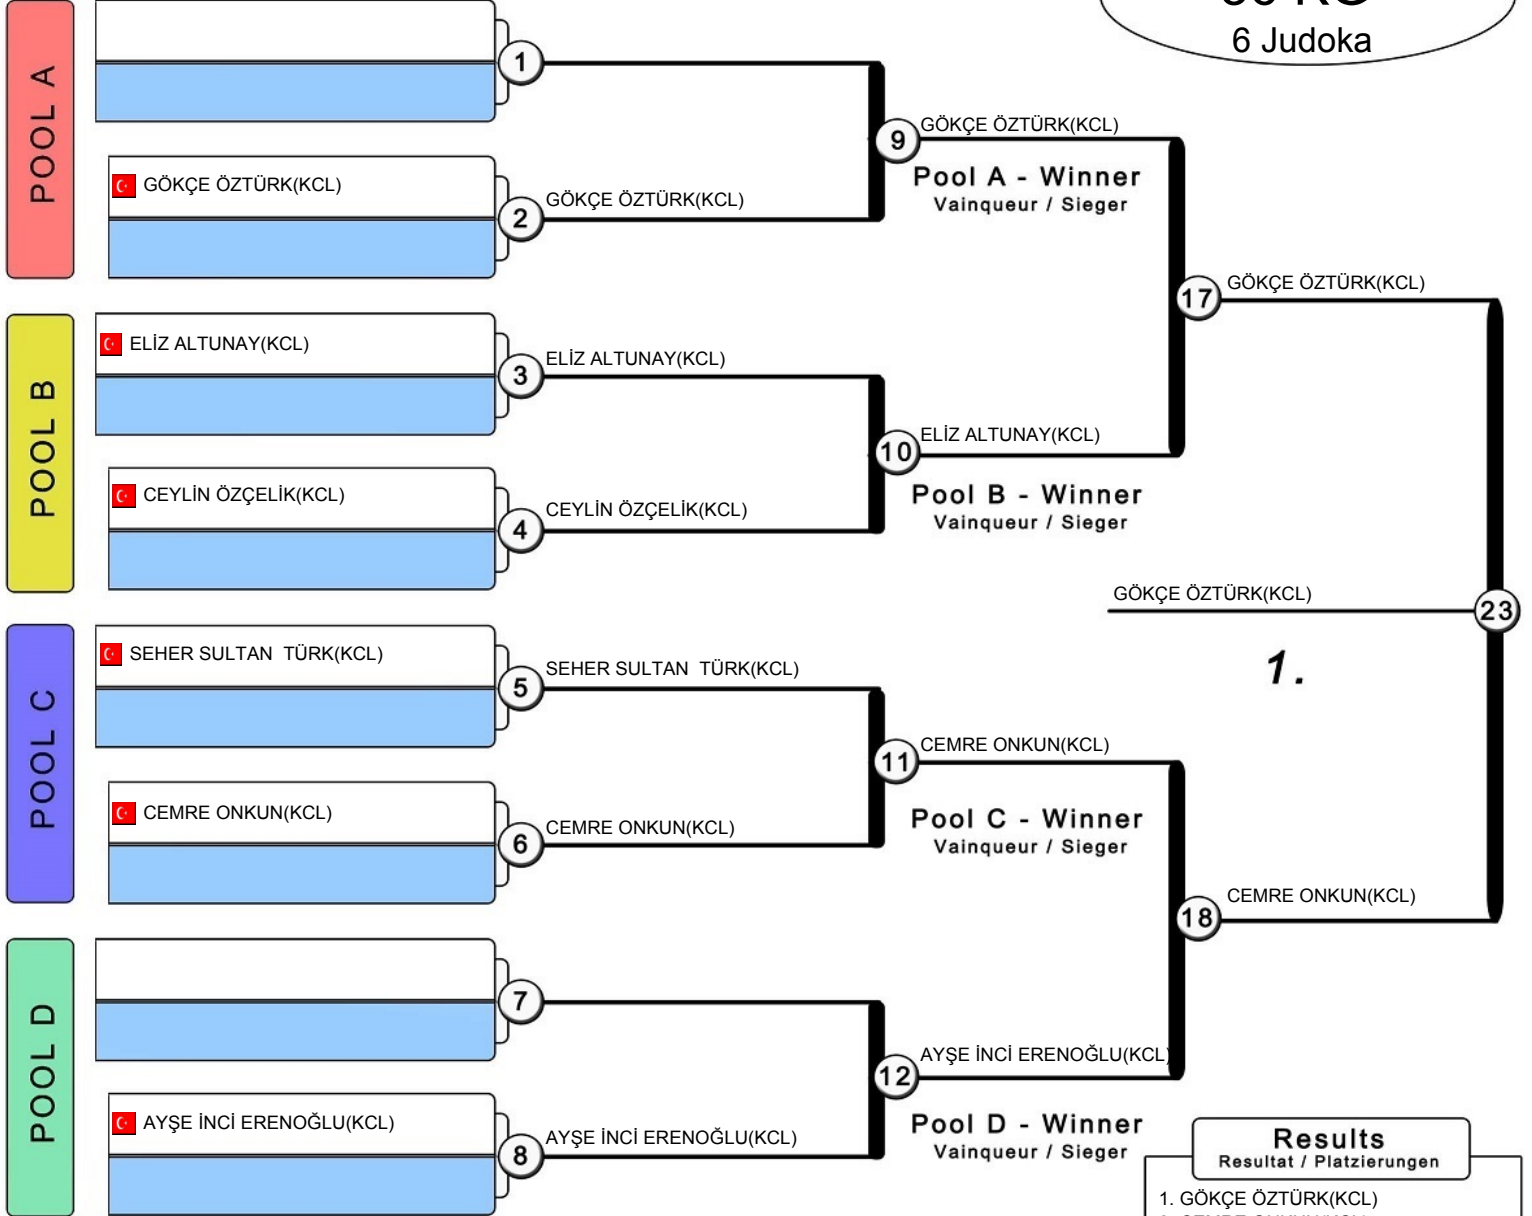 6 Judoka
POOL A
1
GÖKÇE ÖZTÜRK(KCL)
2
GÖKÇE ÖZTÜRK(KCL)
9
GÖKÇE ÖZTÜRK(KCL)
Pool A - Winner
Vainqueur / Sieger
17
GÖKÇE ÖZTÜRK(KCL)
POOL B
ELİZ ALTUNAY(KCL)
3
ELİZ ALTUNAY(KCL)
CEYLİN ÖZÇELİK(KCL)
4
CEYLİN ÖZÇELİK(KCL)
10
ELİZ ALTUNAY(KCL)
Pool B - Winner
Vainqueur / Sieger
GÖKÇE ÖZTÜRK(KCL)
23
1.
POOL C
SEHER SULTAN  TÜRK(KCL)
5
SEHER SULTAN  TÜRK(KCL)
CEMRE ONKUN(KCL)
6
CEMRE ONKUN(KCL)
11
CEMRE ONKUN(KCL)
Pool C - Winner
Vainqueur / Sieger
18
CEMRE ONKUN(KCL)
POOL D
7
AYŞE İNCİ ERENOĞLU(KCL)
8
AYŞE İNCİ ERENOĞLU(KCL)
12
AYŞE İNCİ ERENOĞLU(KCL)
Pool D - Winner
Vainqueur / Sieger
Results
Resultat / Platzierungen
1. GÖKÇE ÖZTÜRK(KCL)